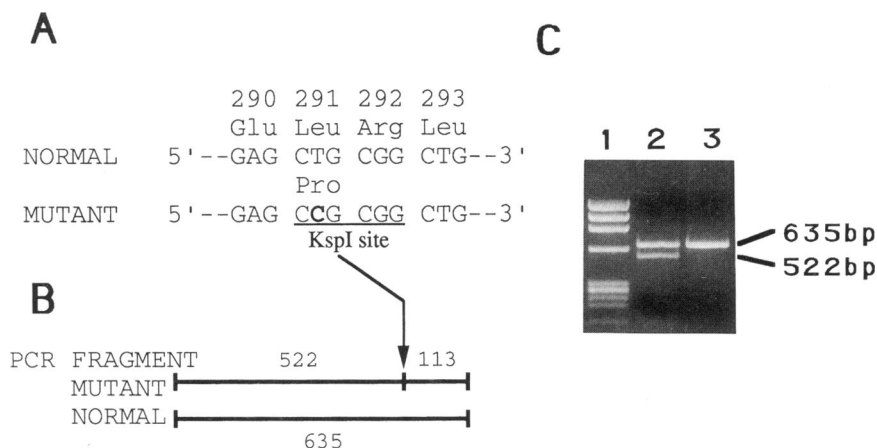 A
290 291 292 293
Glu Leu Arg Leu
NORMAL 5'--GAG CTG CGG CTG--3'
Pro
MUTANT 5'--GAG CCG CGG CTG--3'
KspI site
B
PCR FRAGMENT 522 113
MUTANT
NORMAL
635
C
1 2 3
635bp
522bp